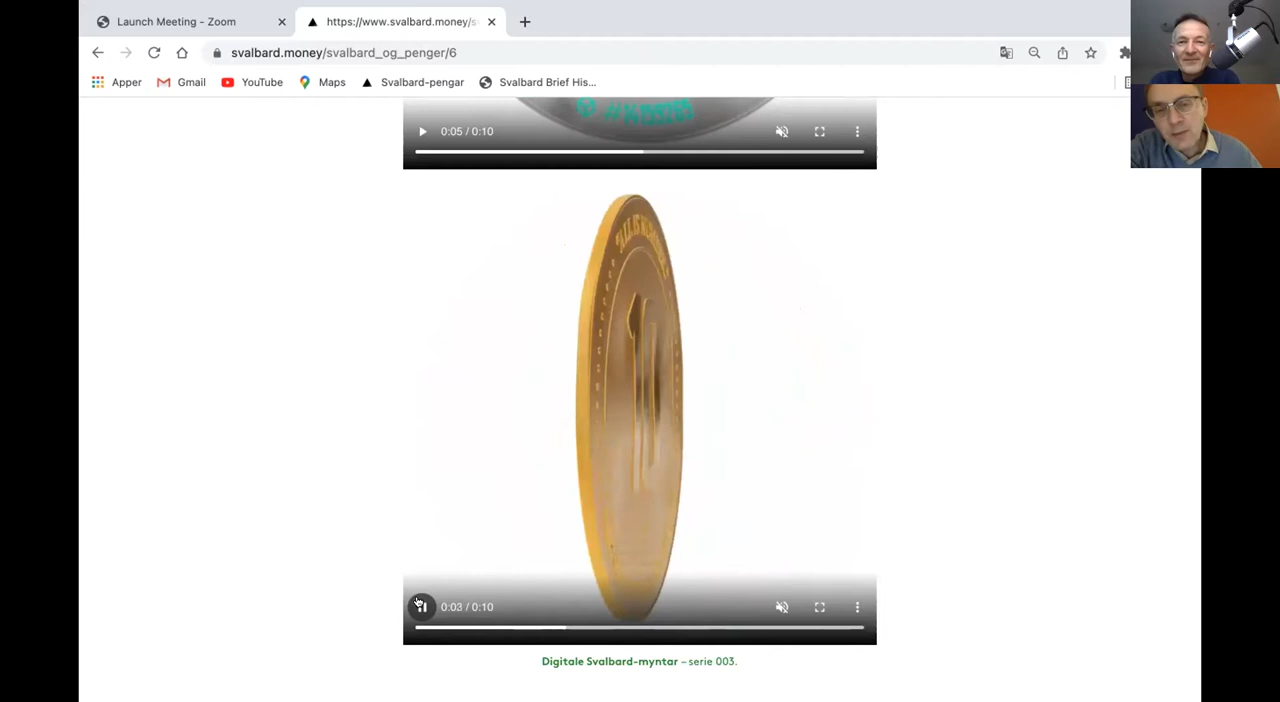 Launch Meeting - Zoom
https://www.svalbard.money/s
svalbard.money/svalbard_og_penger/6
Apper
Gmail
YouTube
Maps
Svalbard-pengar
Svalbard Brief His...
0:05 / 0:10
0:03 / 0:10
Digitale Svalbard-myntar – serie 003.